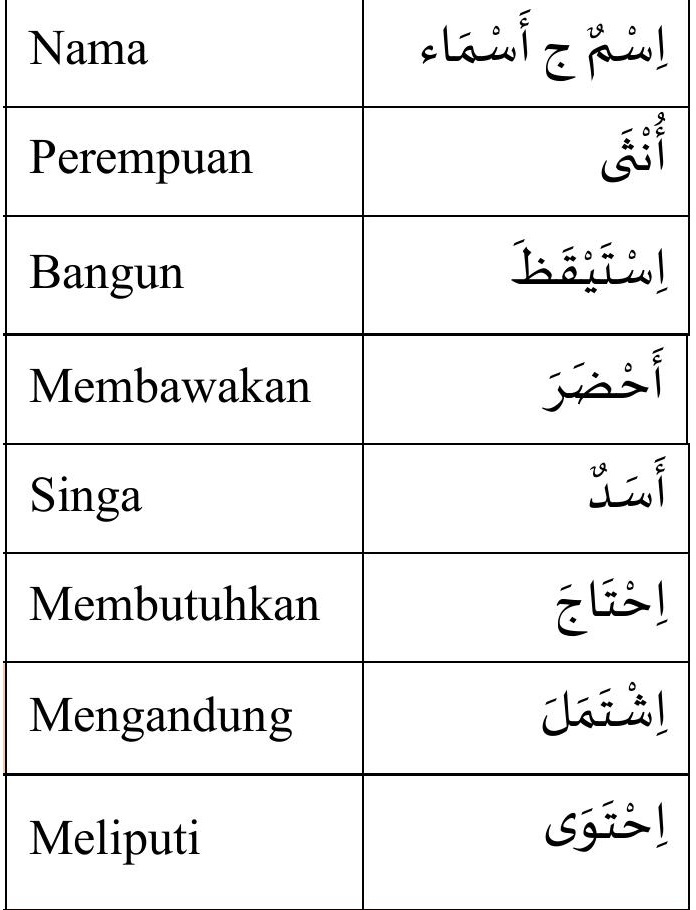 Nama اِسْمٌ ج أَسْمَاء
Perempuan أُنْثَى
Bangun اِسْتَيْقَظَ
Membawakan أَحْضَرَ
Singa أَسَدٌ
Membutuhkan اِحْتَاجَ
Mengandung اِشْتَمَلَ
Meliputi اِحْتَوَى